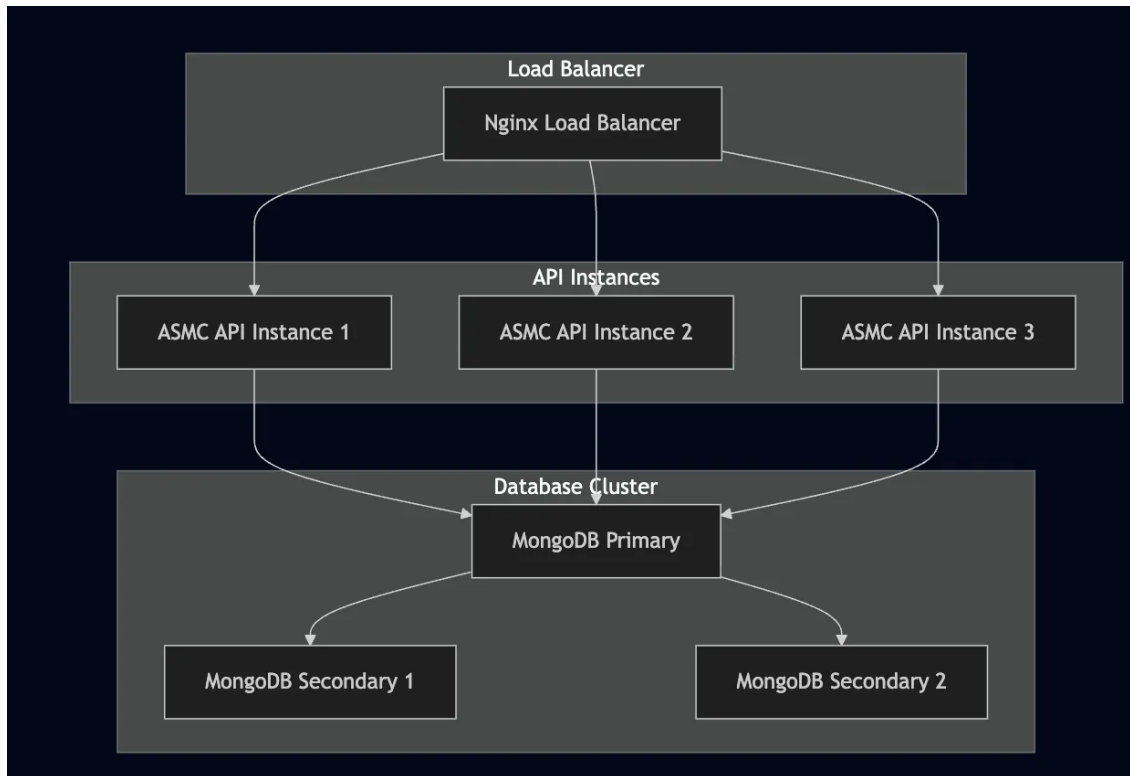 Load Balancer
Nginx Load Balancer
API Instances
ASMC API Instance 1
ASMC API Instance 2
ASMC API Instance 3
Database Cluster
MongoDB Primary
MongoDB Secondary 1
MongoDB Secondary 2